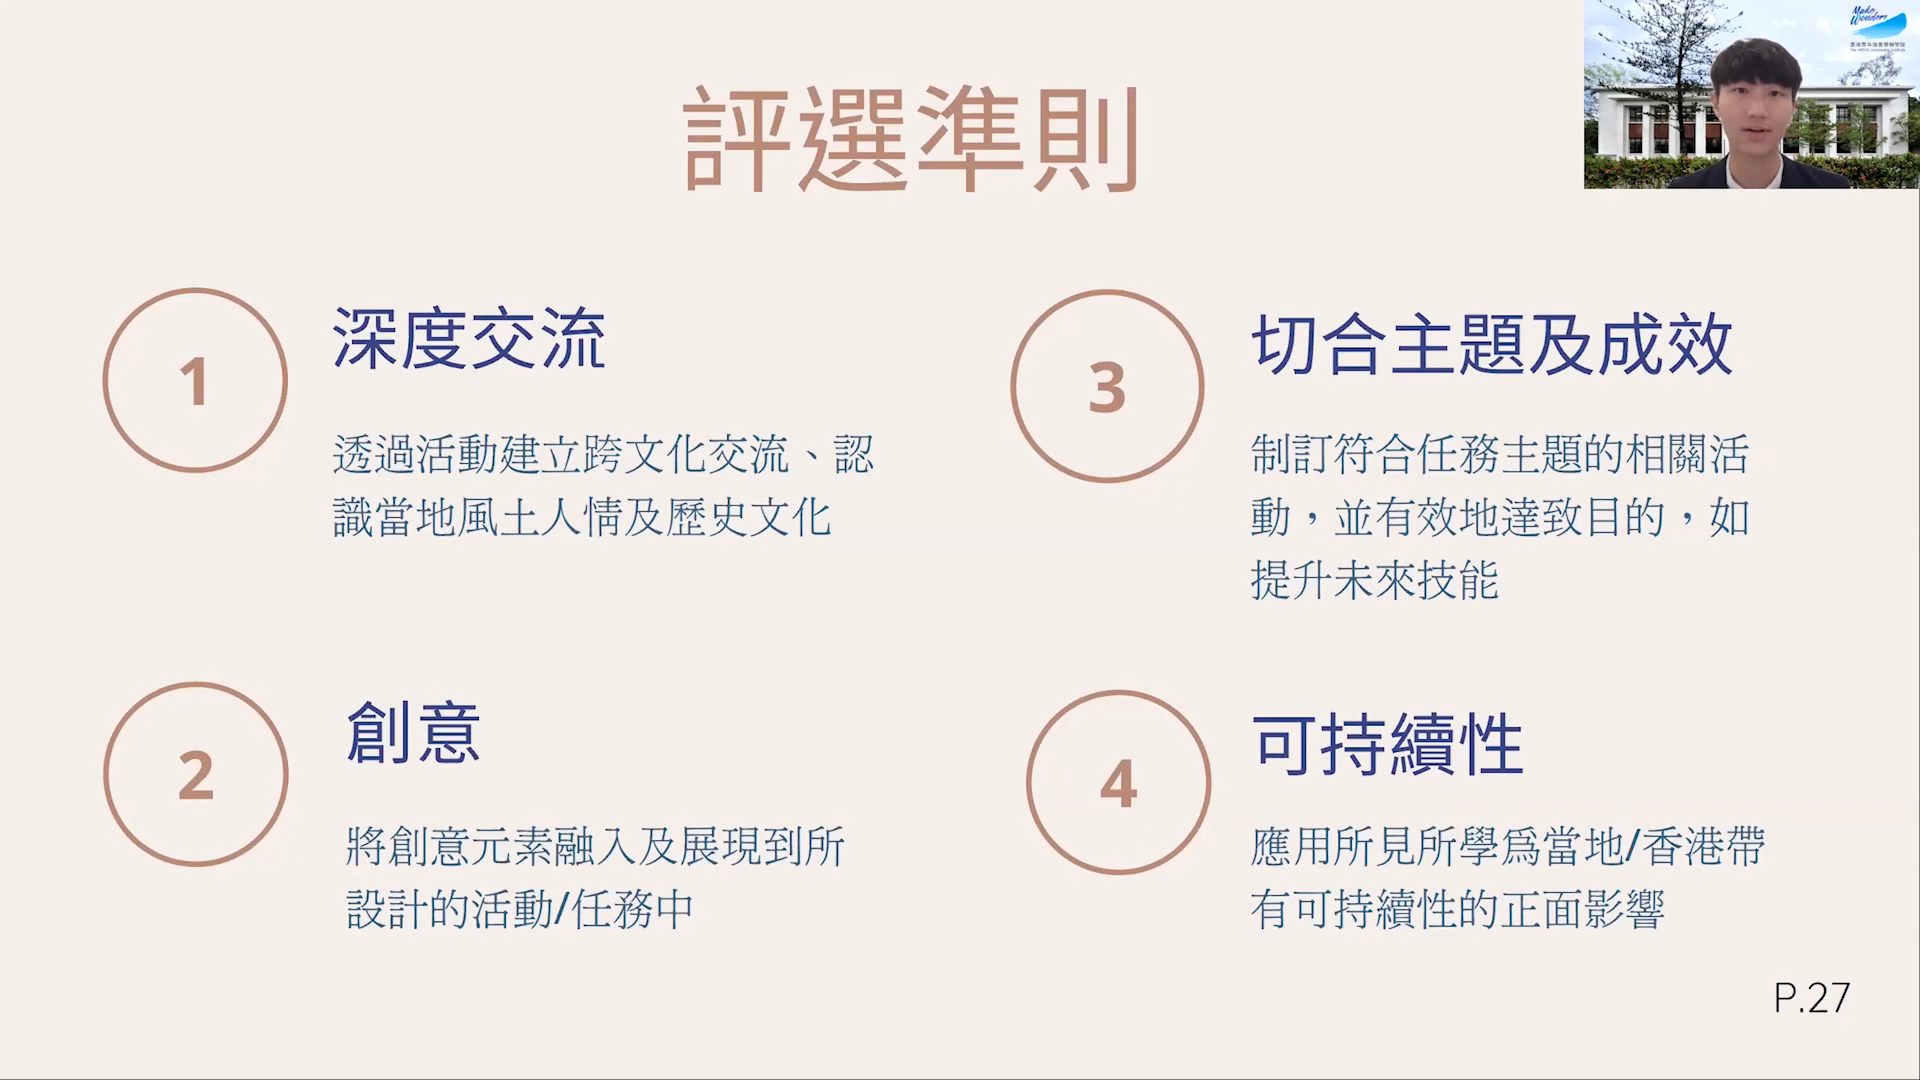 評選準則
Make
Wonders
1
深度交流
透過活動建立跨文化交流、認
識當地風土人情及歷史文化
2
創意
將創意元素融入及展現到所
設計的活動/任務中
3
切合主題及成效
制訂符合任務主題的相關活
動，並有效地達致目的，如
提升未來技能
4
可持續性
應用所見所學為當地/香港帶
有可持續性的正面影響
P.27